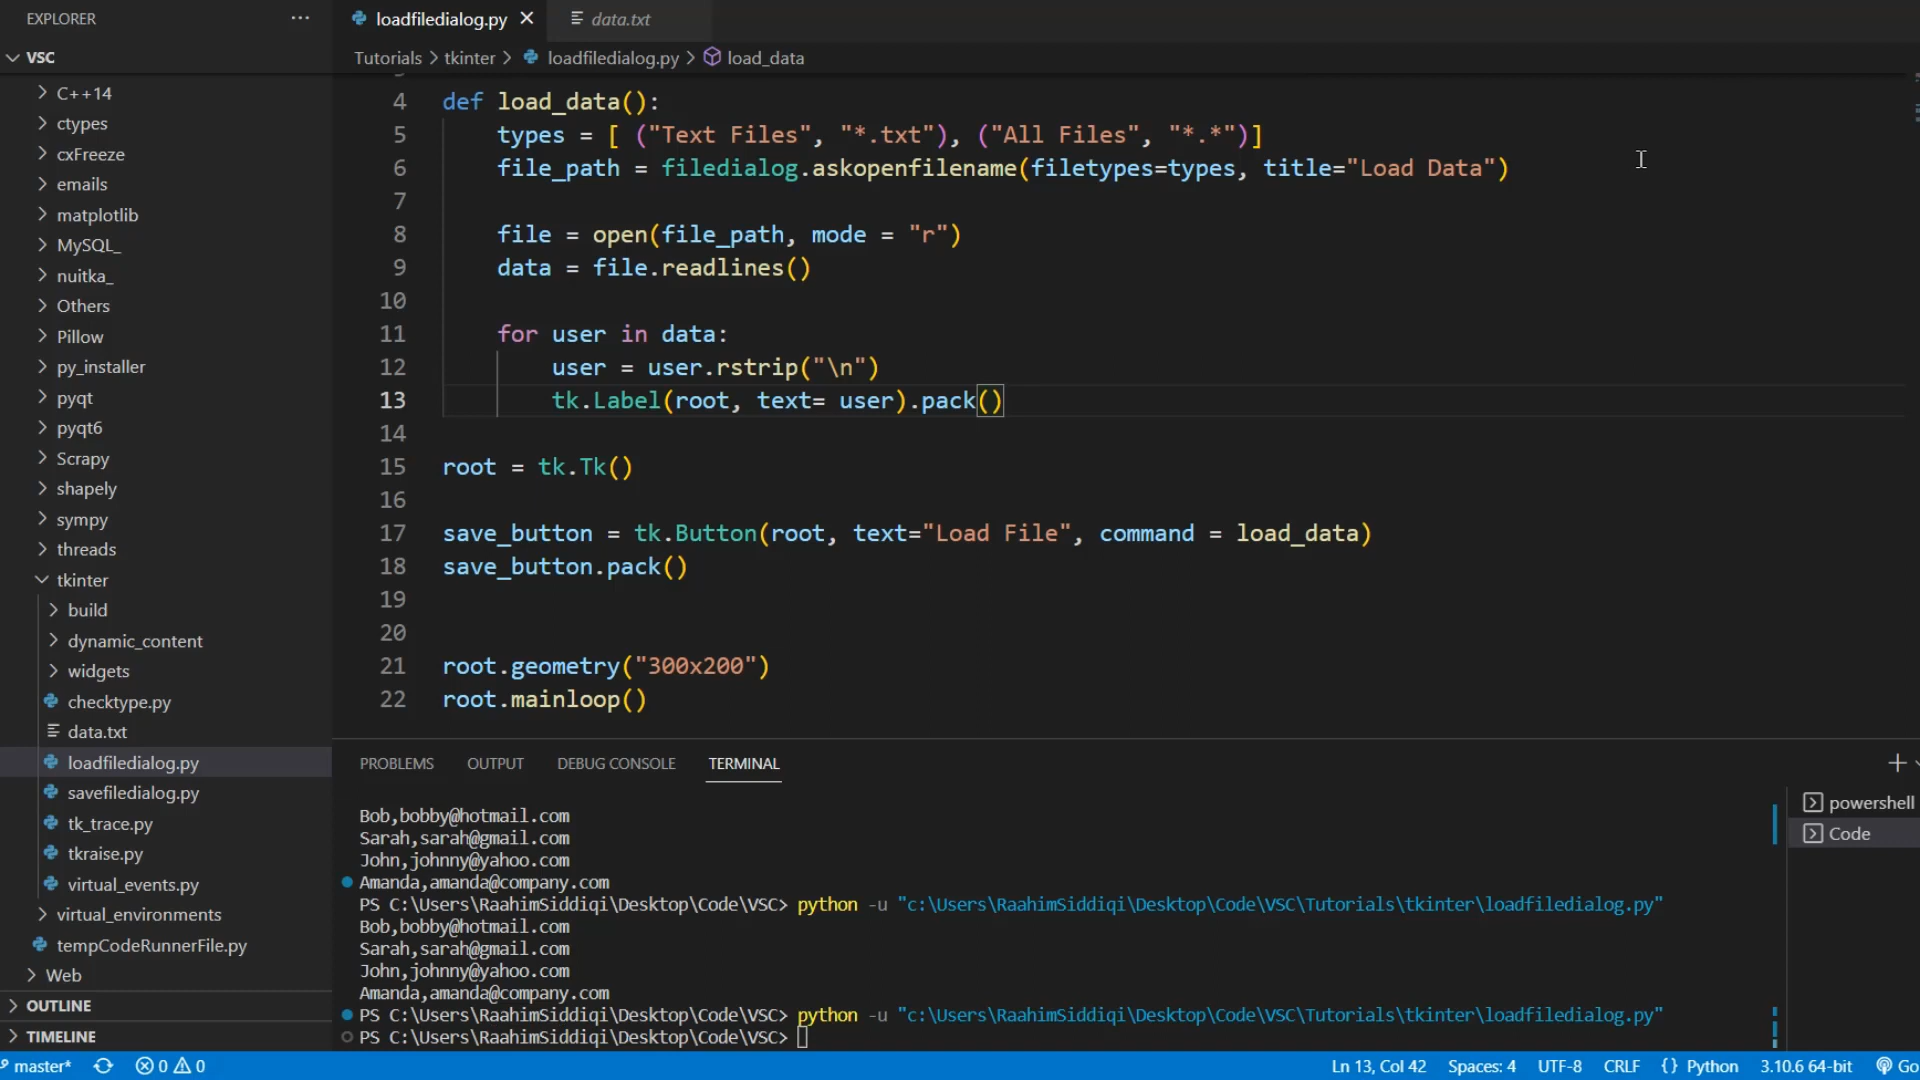 EXPLORER
loadfiledialog.py
data.txt
VSC
Tutorials > tkinter > loadfiledialog.py > load_data
C++14
ctypes
cxFreeze
emails
matplotlib
MySQL_
nuitka_
Others
Pillow
py_installer
pyqt
pyqt6
Scrapy
shapely
sympy
threads
tkinter
build
dynamic_content
widgets
checktype.py
data.txt
loadfiledialog.py
savefiledialog.py
tk_trace.py
tkraise.py
virtual_events.py
virtual_environments
tempCodeRunnerFile.py
Web
OUTLINE
TIMELINE
4 def load_data():
5     types = [ ("Text Files", "*.txt"), ("All Files", "*.*")]
6     file_path = filedialog.askopenfilename(filetypes=types, title="Load Data")
7
8     file = open(file_path, mode = "r")
9     data = file.readlines()
10
11     for user in data:
12         user = user.rstrip("\n")
13         tk.Label(root, text= user).pack()
14
15 root = tk.Tk()
16
17 save_button = tk.Button(root, text="Load File", command = load_data)
18 save_button.pack()
19
20
21 root.geometry("300x200")
22 root.mainloop()
PROBLEMS OUTPUT DEBUG CONSOLE TERMINAL
Bob,bobby@hotmail.com
Sarah,sarah@gmail.com
John,johnny@yahoo.com
Amanda,amanda@company.com
PS C:\Users\RaahimSiddiqi\Desktop\Code\VSC> python -u "c:\Users\RaahimSiddiqi\Desktop\Code\VSC\Tutorials\tkinter\loadfiledialog.py"
Bob,bobby@hotmail.com
Sarah,sarah@gmail.com
John,johnny@yahoo.com
Amanda,amanda@company.com
PS C:\Users\RaahimSiddiqi\Desktop\Code\VSC> python -u "c:\Users\RaahimSiddiqi\Desktop\Code\VSC\Tutorials\tkinter\loadfiledialog.py"
PS C:\Users\RaahimSiddiqi\Desktop\Code\VSC>
powershell
Code
master* 0 0 Ln 13, Col 42 Spaces: 4 UTF-8 CRLF {} Python 3.10.6 64-bit Go